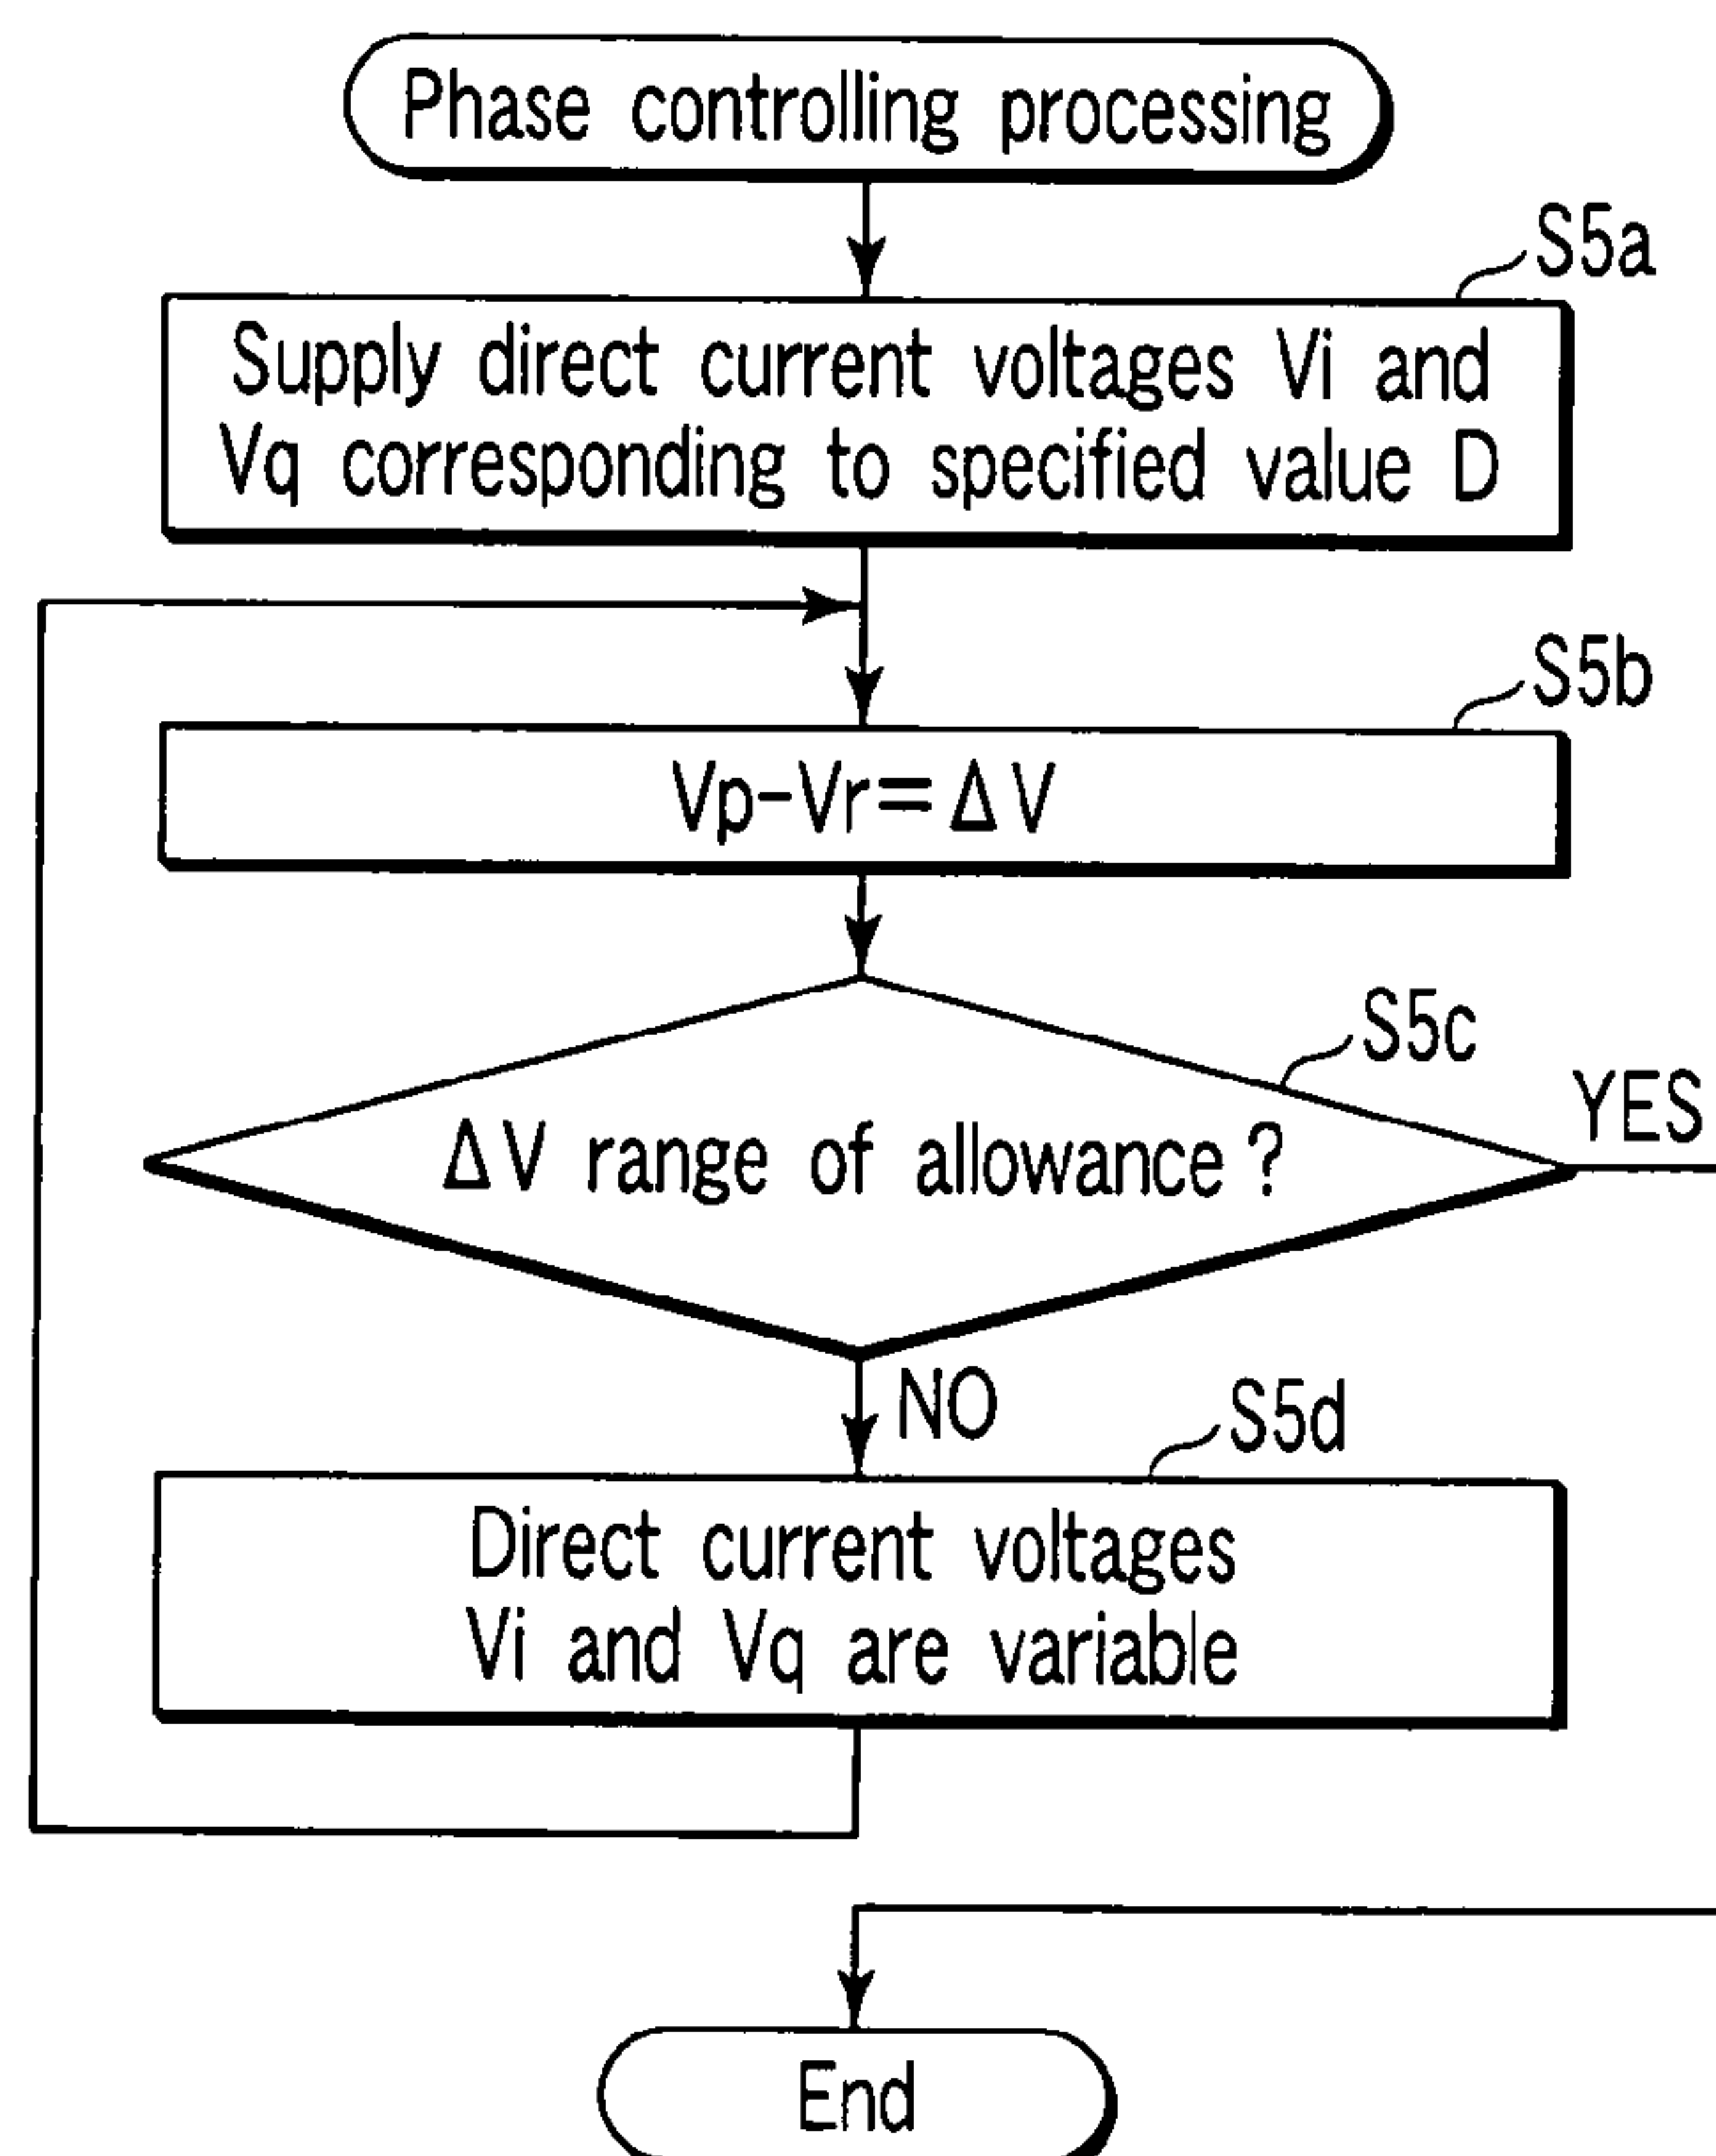 Phase controlling processing
S5a
Supply direct current voltages Vi and
Vq corresponding to specified value D
S5b
Vp-Vr=ΔV
S5c
YES
ΔV range of allowance ?
NO
S5d
Direct current voltages
Vi and Vq are variable
End